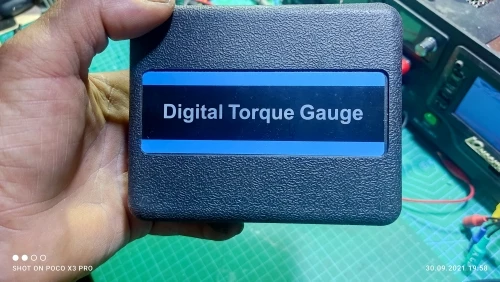 Digital Torque Gauge
SHOT ON POCO X3 PRO
30.09.2021 19:58